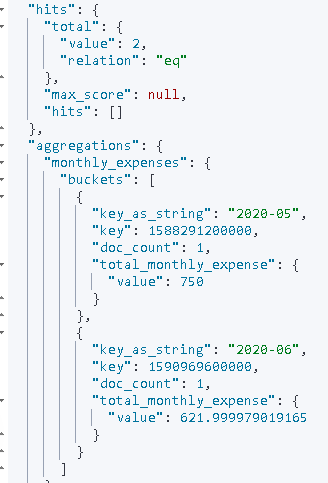 "hits": {
"total": {
"value": 2,
"relation": "eq"
},
"max_score": null,
"hits": []
},
"aggregations": {
"monthly_expenses": {
"buckets": [
{
"key_as_string": "2020-05",
"key": 1588291200000,
"doc_count": 1,
"total_monthly_expense": {
"value": 750
}
},
{
"key_as_string": "2020-06",
"key": 1590969600000,
"doc_count": 1,
"total_monthly_expense": {
"value": 621.999979019165
}
}
]
}